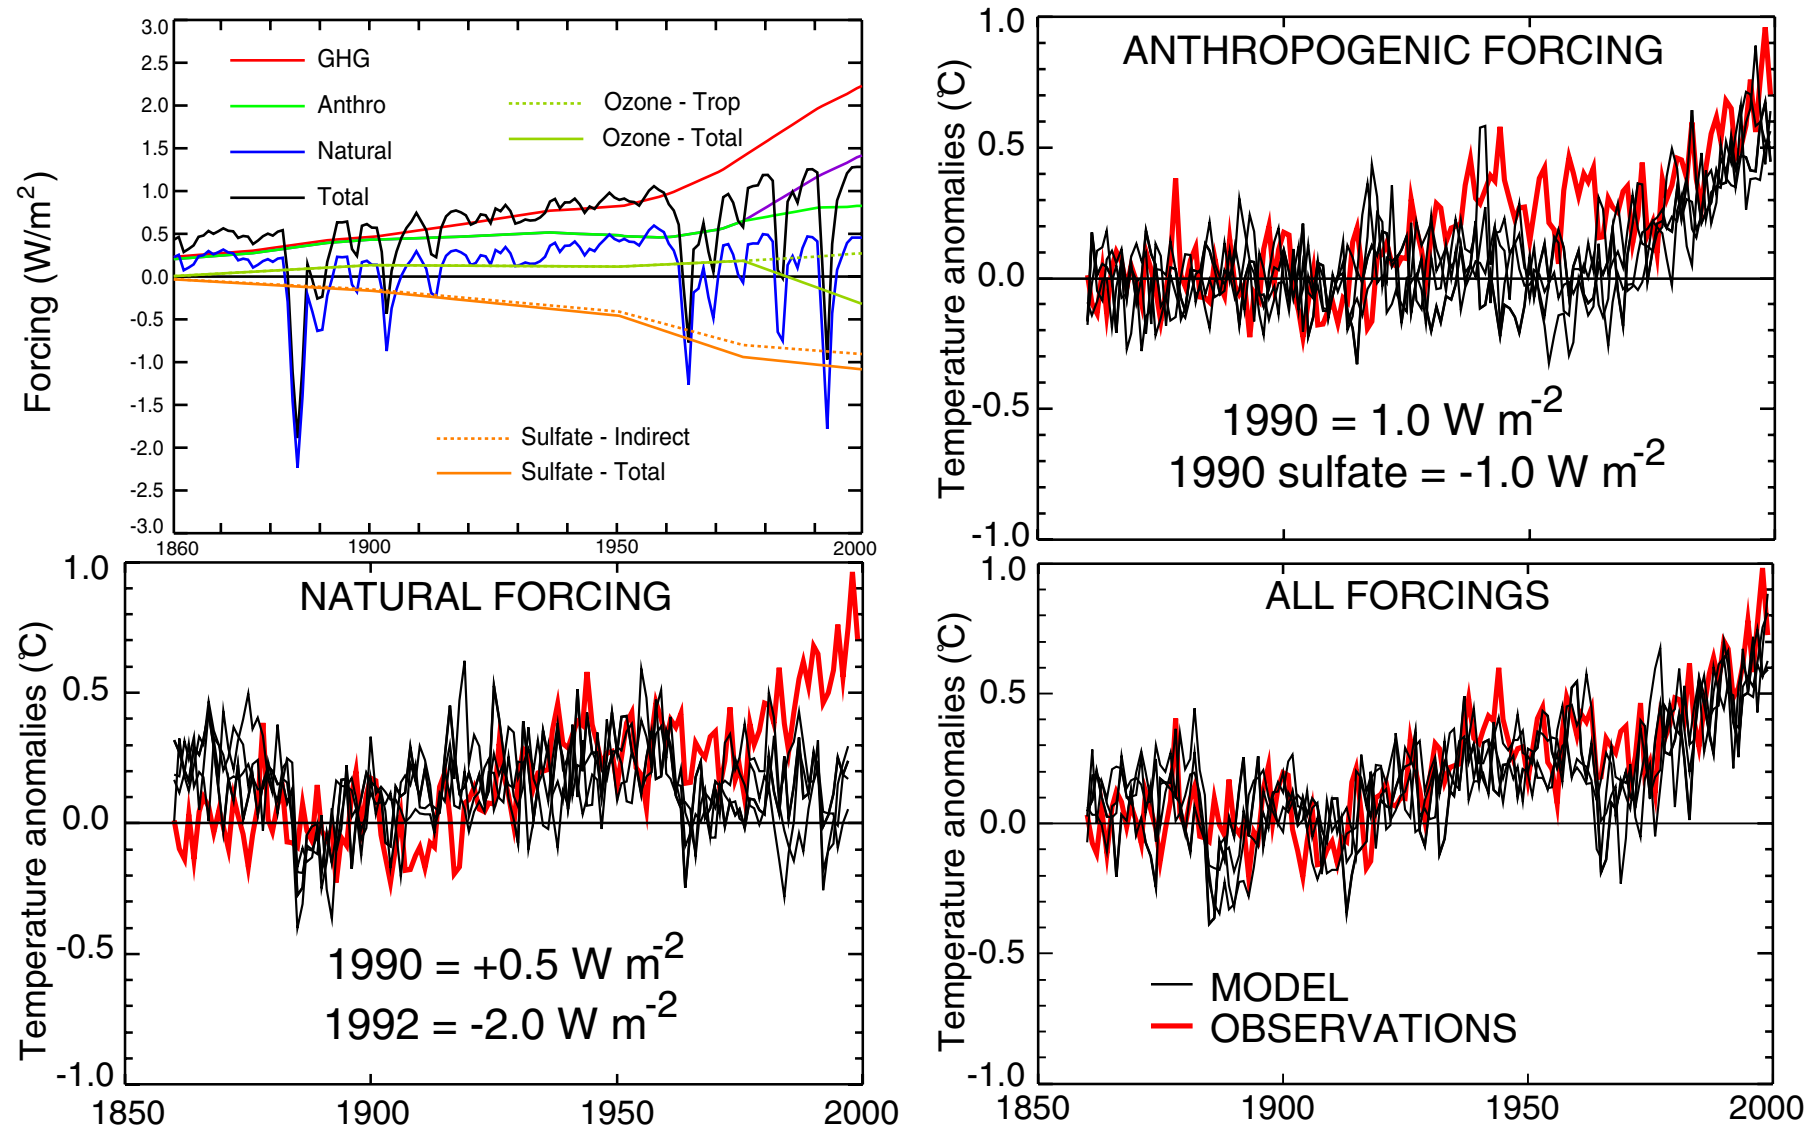 3.0
2.5
2.0
1.5
1.0
0.5
0.0
-0.5
-1.0
-1.5
-2.0
-2.5
-3.0
Forcing (W/m²)
GHG
Anthro
Natural
Total
Ozone - Trop
Ozone - Total
Sulfate - Indirect
Sulfate - Total
1860 1900 1950 2000
1.0
0.5
0.0
-0.5
-1.0
Temperature anomalies (°C)
ANTHROPOGENIC FORCING
1990 = 1.0 W m⁻²
1990 sulfate = -1.0 W m⁻²
1.0
0.5
0.0
-0.5
-1.0
Temperature anomalies (°C)
NATURAL FORCING
1990 = +0.5 W m⁻²
1992 = -2.0 W m⁻²
1850 1900 1950 2000
1.0
0.5
0.0
-0.5
-1.0
Temperature anomalies (°C)
ALL FORCINGS
MODEL
OBSERVATIONS
1850 1900 1950 2000